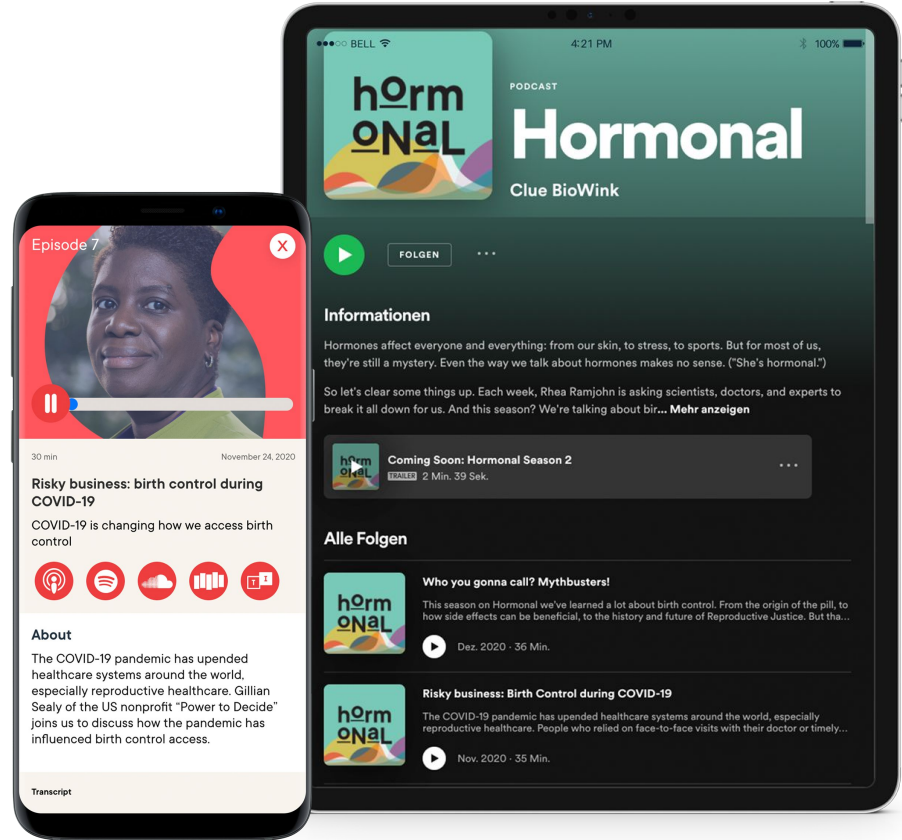 BELL
4:21 PM
100%
hormonal
PODCAST
Hormonal
Clue BioWink
FOLGEN
Informationen
Hormones affect everyone and everything: from our skin, to stress, to sports. But for most of us,
they're still a mystery. Even the way we talk about hormones makes no sense. ("She's hormonal.")
So let's clear some things up. Each week, Rhea Ramjohn is asking scientists, doctors, and experts to
break it all down for us. And this season? We're talking about bir... Mehr anzeigen
horm
oNaL
Coming Soon: Hormonal Season 2
TRAILER 2 Min. 39 Sek.
Alle Folgen
horm
oNaL
Who you gonna call? Mythbusters!
This season on Hormonal we've learned a lot about birth control. From the origin of the pill, to
how side effects can be beneficial, to the history and future of Reproductive Justice. But tha...
Dez. 2020 · 36 Min.
horm
oNaL
Risky business: Birth Control during COVID-19
The COVID-19 pandemic has upended healthcare systems around the world, especially
reproductive healthcare. People who relied on face-to-face visits with their doctor or timely...
Nov. 2020 · 35 Min.
Episode 7
X
30 min
November 24, 2020
Risky business: birth control during
COVID-19
COVID-19 is changing how we access birth
control
T I
About
The COVID-19 pandemic has upended
healthcare systems around the world,
especially reproductive healthcare. Gillian
Sealy of the US nonprofit “Power to Decide”
joins us to discuss how the pandemic has
influenced birth control access.
Transcript